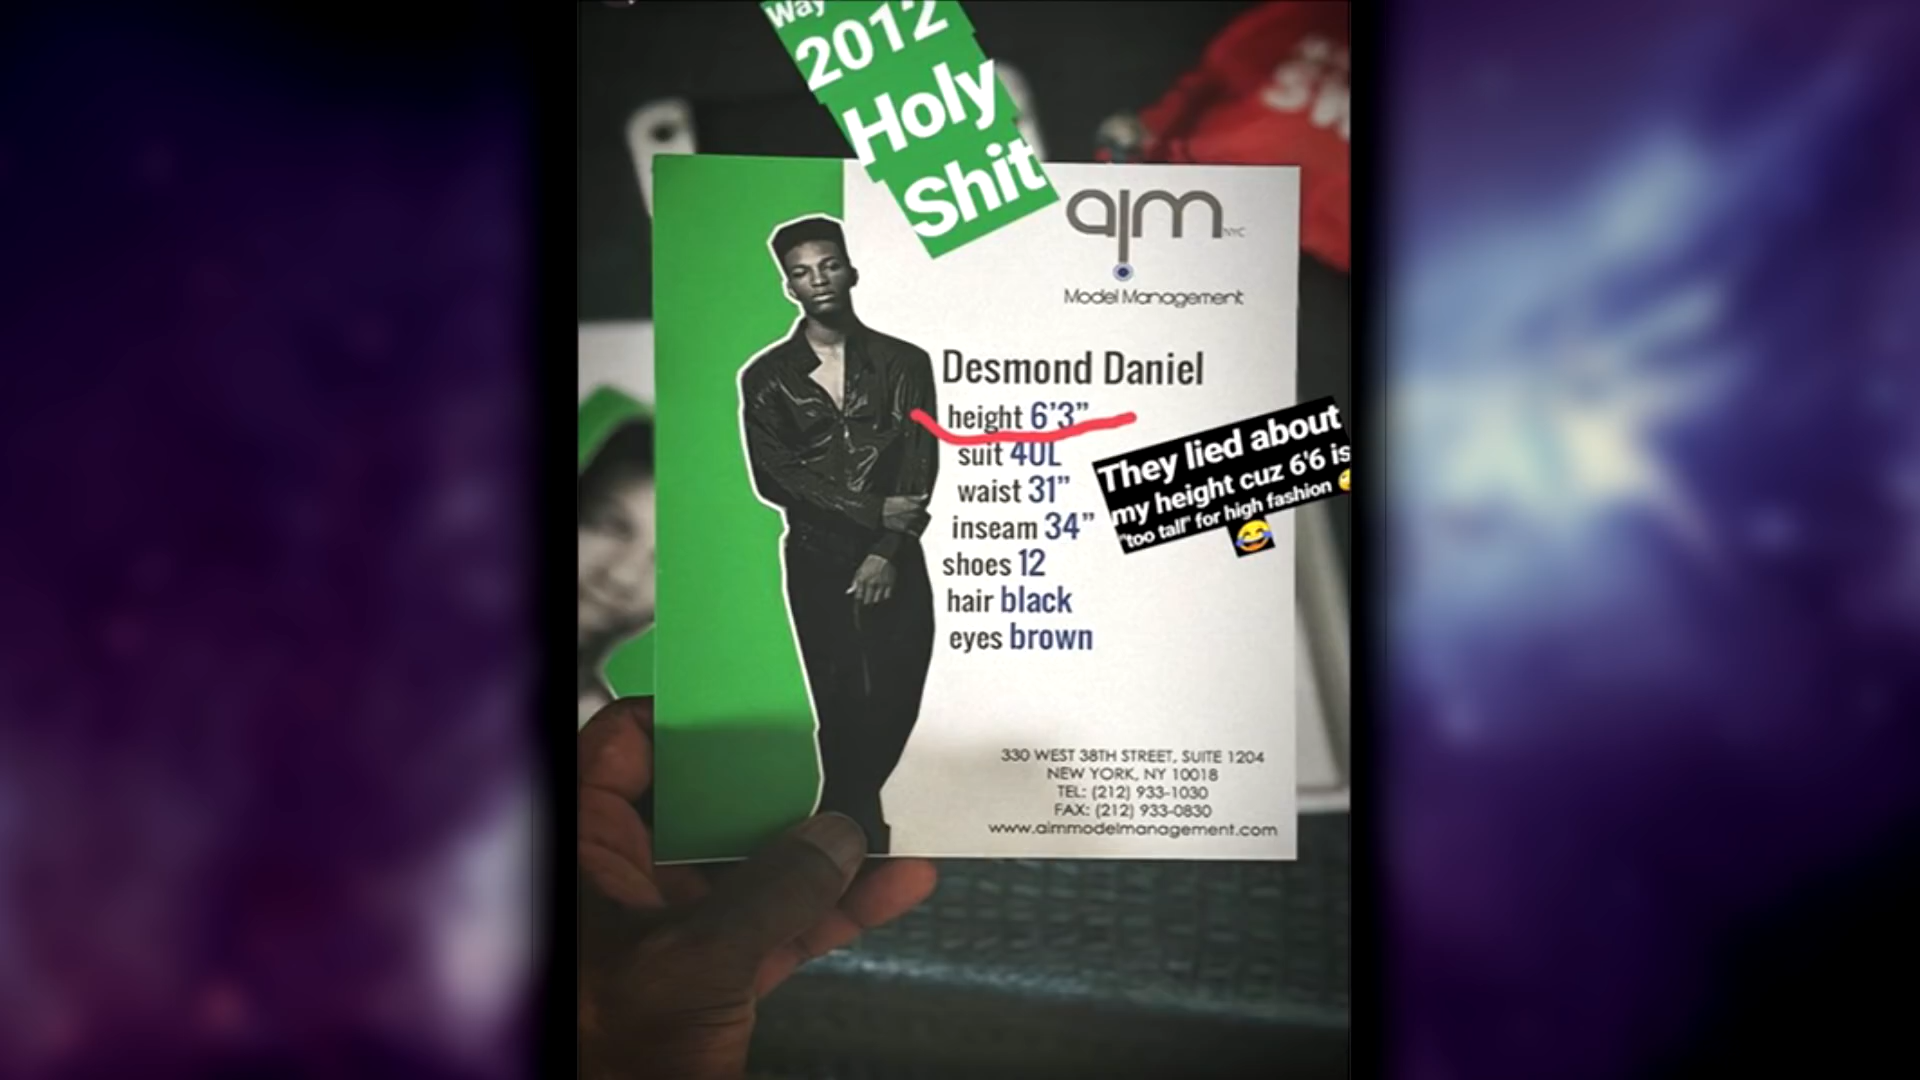 Way
2012
Holy
Shit
aim
NYC
Model Management
Desmond Daniel
height 6'3"
suit 40L
waist 31"
inseam 34"
shoes 12
hair black
eyes brown
They lied about
my height cuz 6'6 is
"too tall" for high fashion 🙄
😂
330 WEST 38TH STREET, SUITE 1204
NEW YORK, NY 10018
TEL: (212) 933-1030
FAX: (212) 933-0830
www.aimmodelmanagement.com